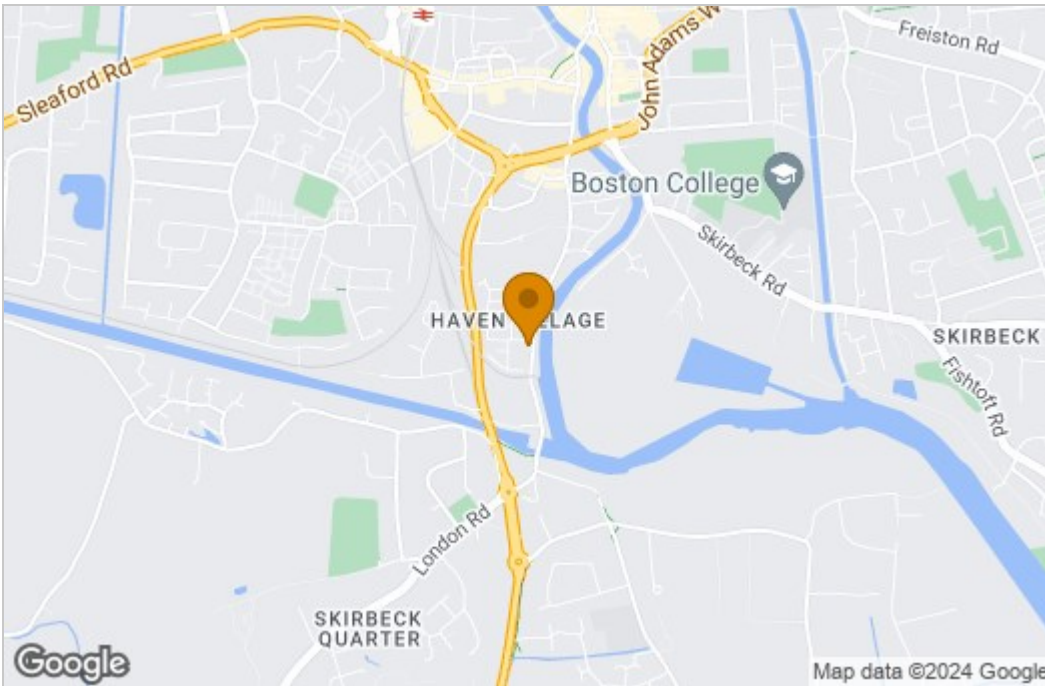 Sleaford Rd
John Adams W
Freiston Rd
Boston College
Skirbeck Rd
HAVEN
LLAGE
SKIRBECK
Fishtoft Rd
London Rd
SKIRBECK
QUARTER
Google
Map data ©2024 Google